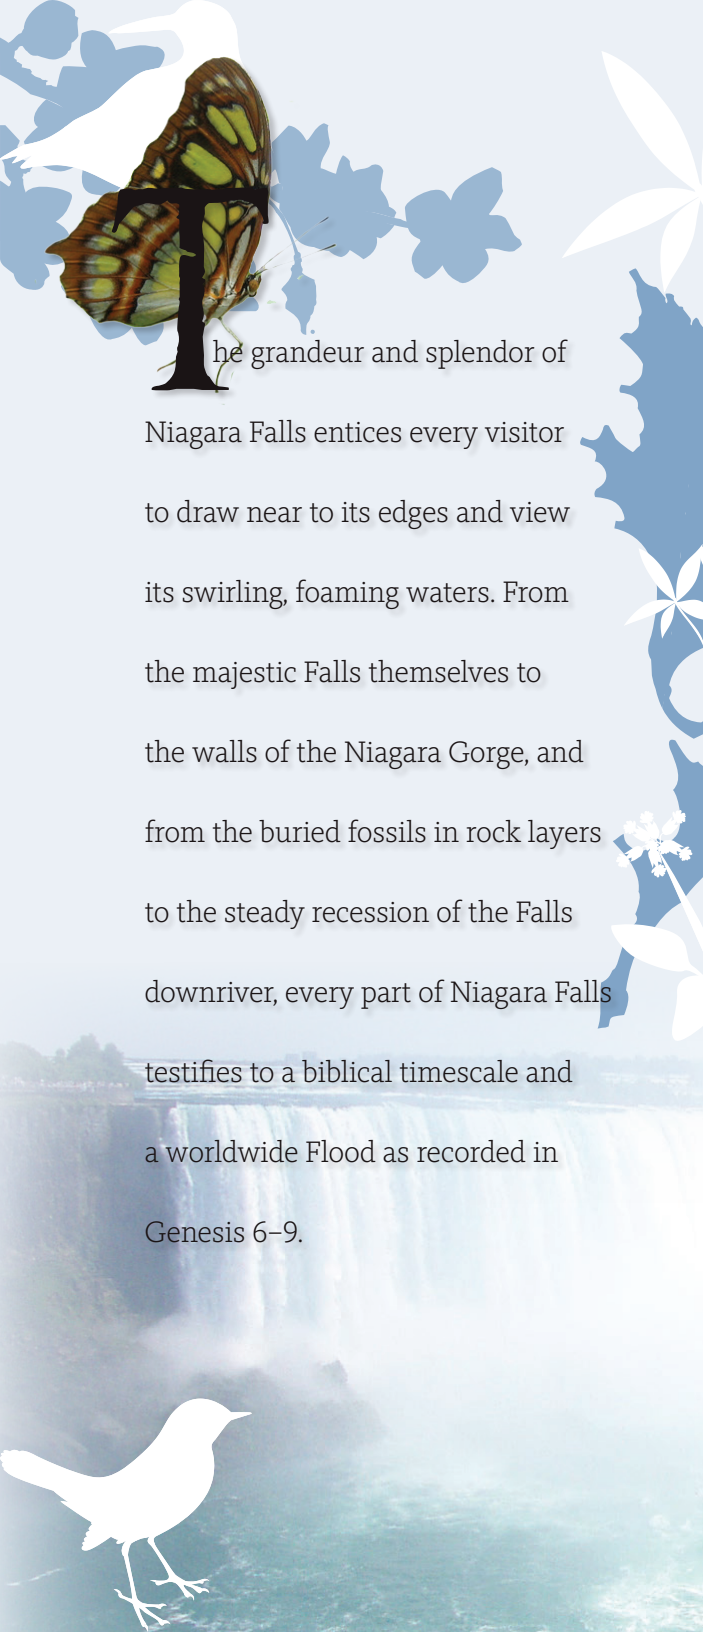 The grandeur and splendor of
Niagara Falls entices every visitor
to draw near to its edges and view
its swirling, foaming waters. From
the majestic Falls themselves to
the walls of the Niagara Gorge, and
from the buried fossils in rock layers
to the steady recession of the Falls
downriver, every part of Niagara Falls
testifies to a biblical timescale and
a worldwide Flood as recorded in
Genesis 6–9.